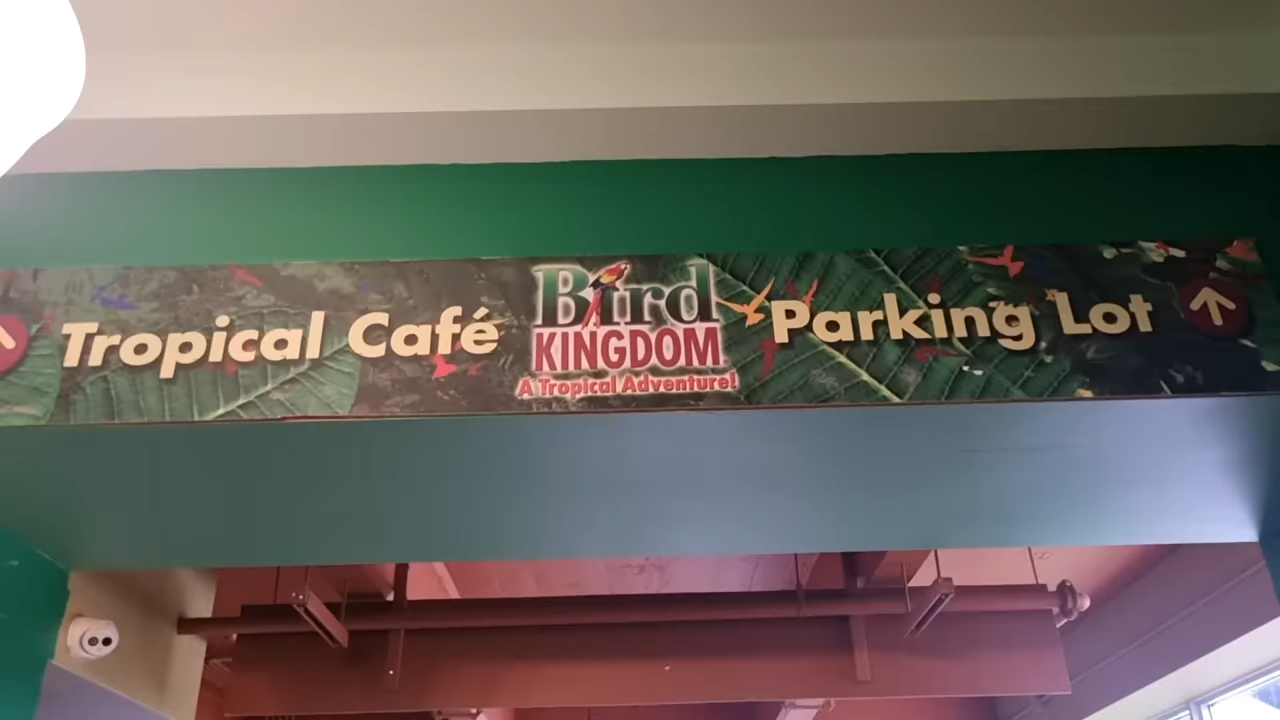 Tropical Café
Bird
KINGDOM
A Tropical Adventure!
Parking Lot